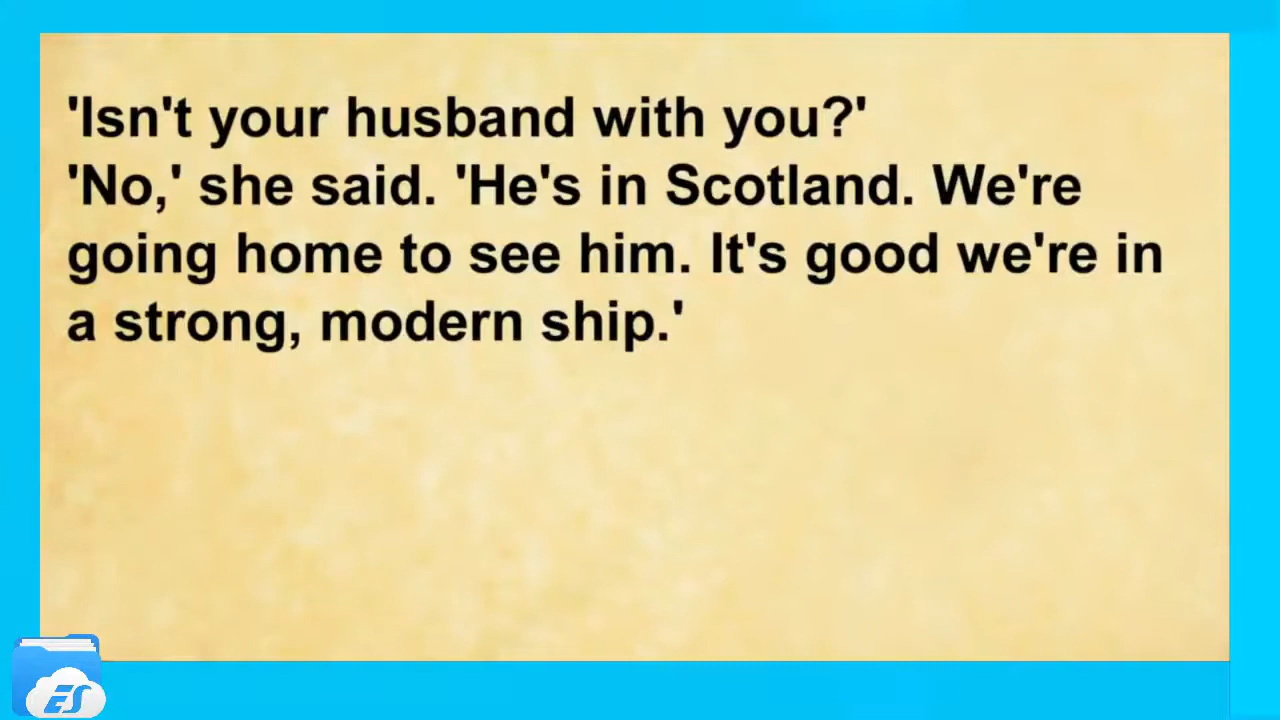 'Isn't your husband with you?'
'No,' she said. 'He's in Scotland. We're
going home to see him. It's good we're in
a strong, modern ship.'
ES